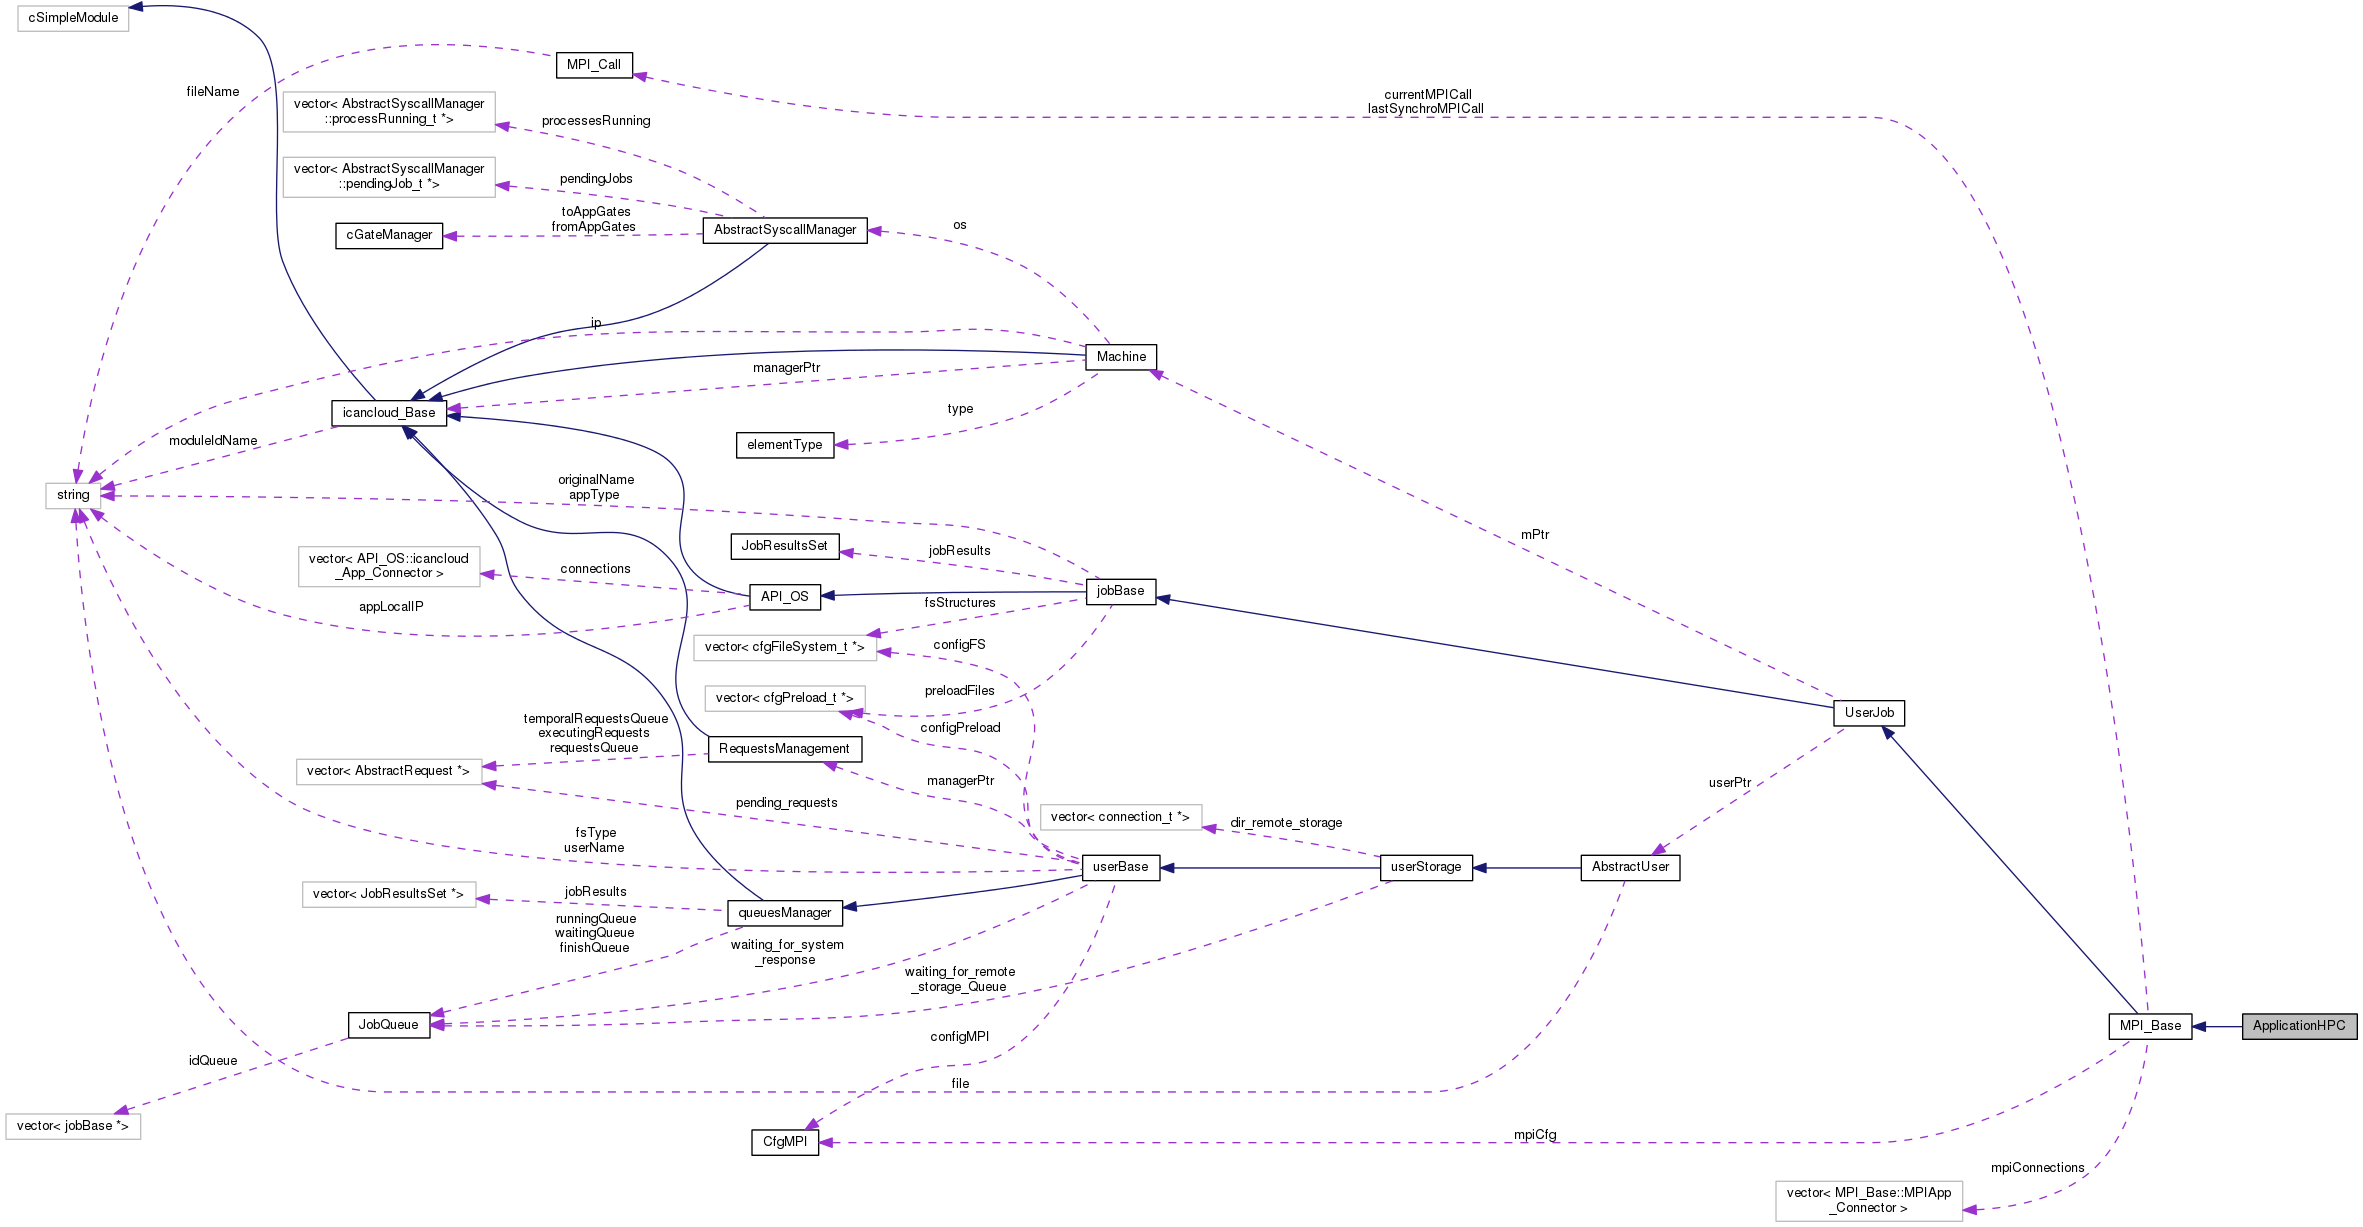 cSimpleModule
MPI_Call
fileName
currentMPICall
lastSynchroMPICall
vector< AbstractSyscallManager
::processRunning_t *>
processesRunning
vector< AbstractSyscallManager
::pendingJob_t *>
pendingJobs
toAppGates
fromAppGates
cGateManager
AbstractSyscallManager
os
ip
Machine
managerPtr
icancloud_Base
type
moduleIdName
elementType
string
originalName
appType
mPtr
JobResultsSet
jobResults
vector< API_OS::icancloud
_App_Connector >
connections
appLocalIP
API_OS
jobBase
fsStructures
vector< cfgFileSystem_t *>
configFS
vector< cfgPreload_t *>
preloadFiles
UserJob
configPreload
temporalRequestsQueue
executingRequests
requestsQueue
RequestsManagement
vector< AbstractRequest *>
managerPtr
userPtr
pending_requests
vector< connection_t *>
dir_remote_storage
fsType
userName
userBase
userStorage
AbstractUser
vector< JobResultsSet *>
jobResults
queuesManager
runningQueue
waitingQueue
finishQueue
waiting_for_system
_response
waiting_for_remote
_storage_Queue
JobQueue
MPI_Base
ApplicationHPC
configMPI
idQueue
file
vector< jobBase *>
CfgMPI
mpiCfg
mpiConnections
vector< MPI_Base::MPIApp
_Connector >